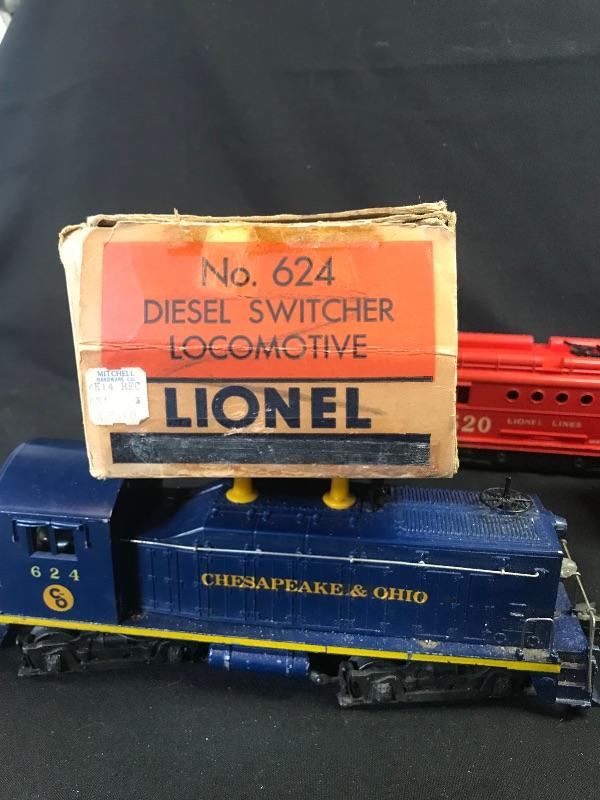 No. 624
DIESEL SWITCHER
LOCOMOTIVE
MITCHELL
HARDWARE CO.
LIONEL
20 LIONEL LINES
624
C&O
CHESAPEAKE & OHIO